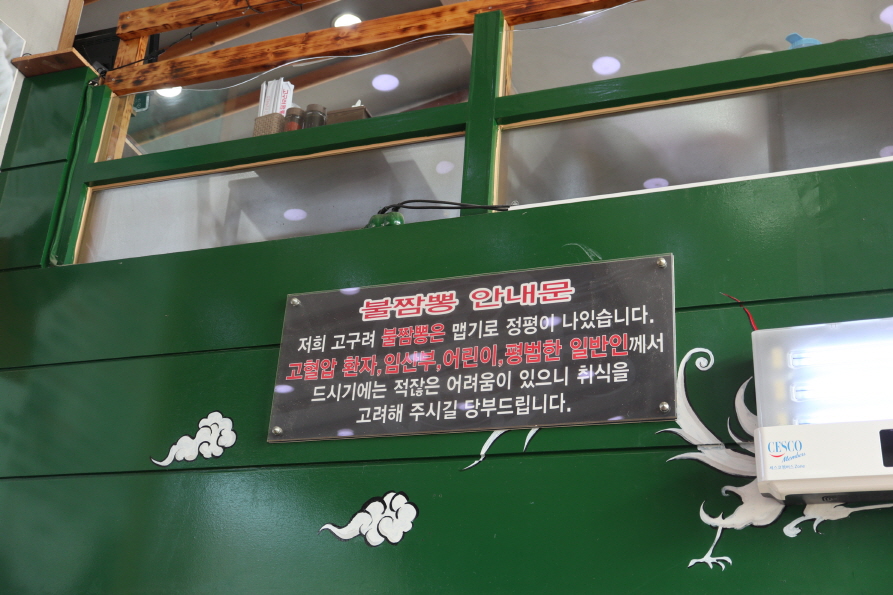 불짬뽕 안내문
저희 고구려 불짬뽕은 맵기로 정평이 나있습니다.
고혈압 환자,임산부,어린이,평범한 일반인께서
드시기에는 적잖은 어려움이 있으니 취식을
고려해 주시길 당부드립니다.
CESCO
Member